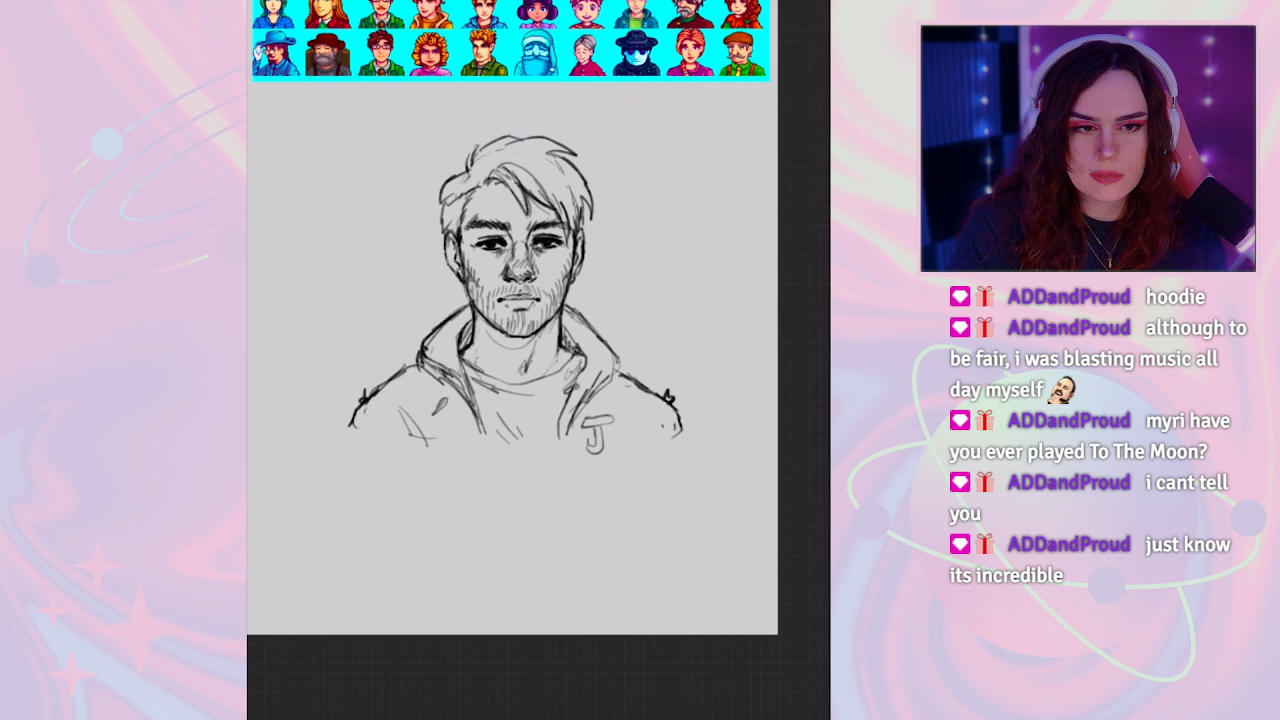 ADDandProud hoodie
ADDandProud although to
be fair, i was blasting music all
day myself
ADDandProud myri have
you ever played To The Moon?
ADDandProud i cant tell
you
ADDandProud just know
its incredible
J